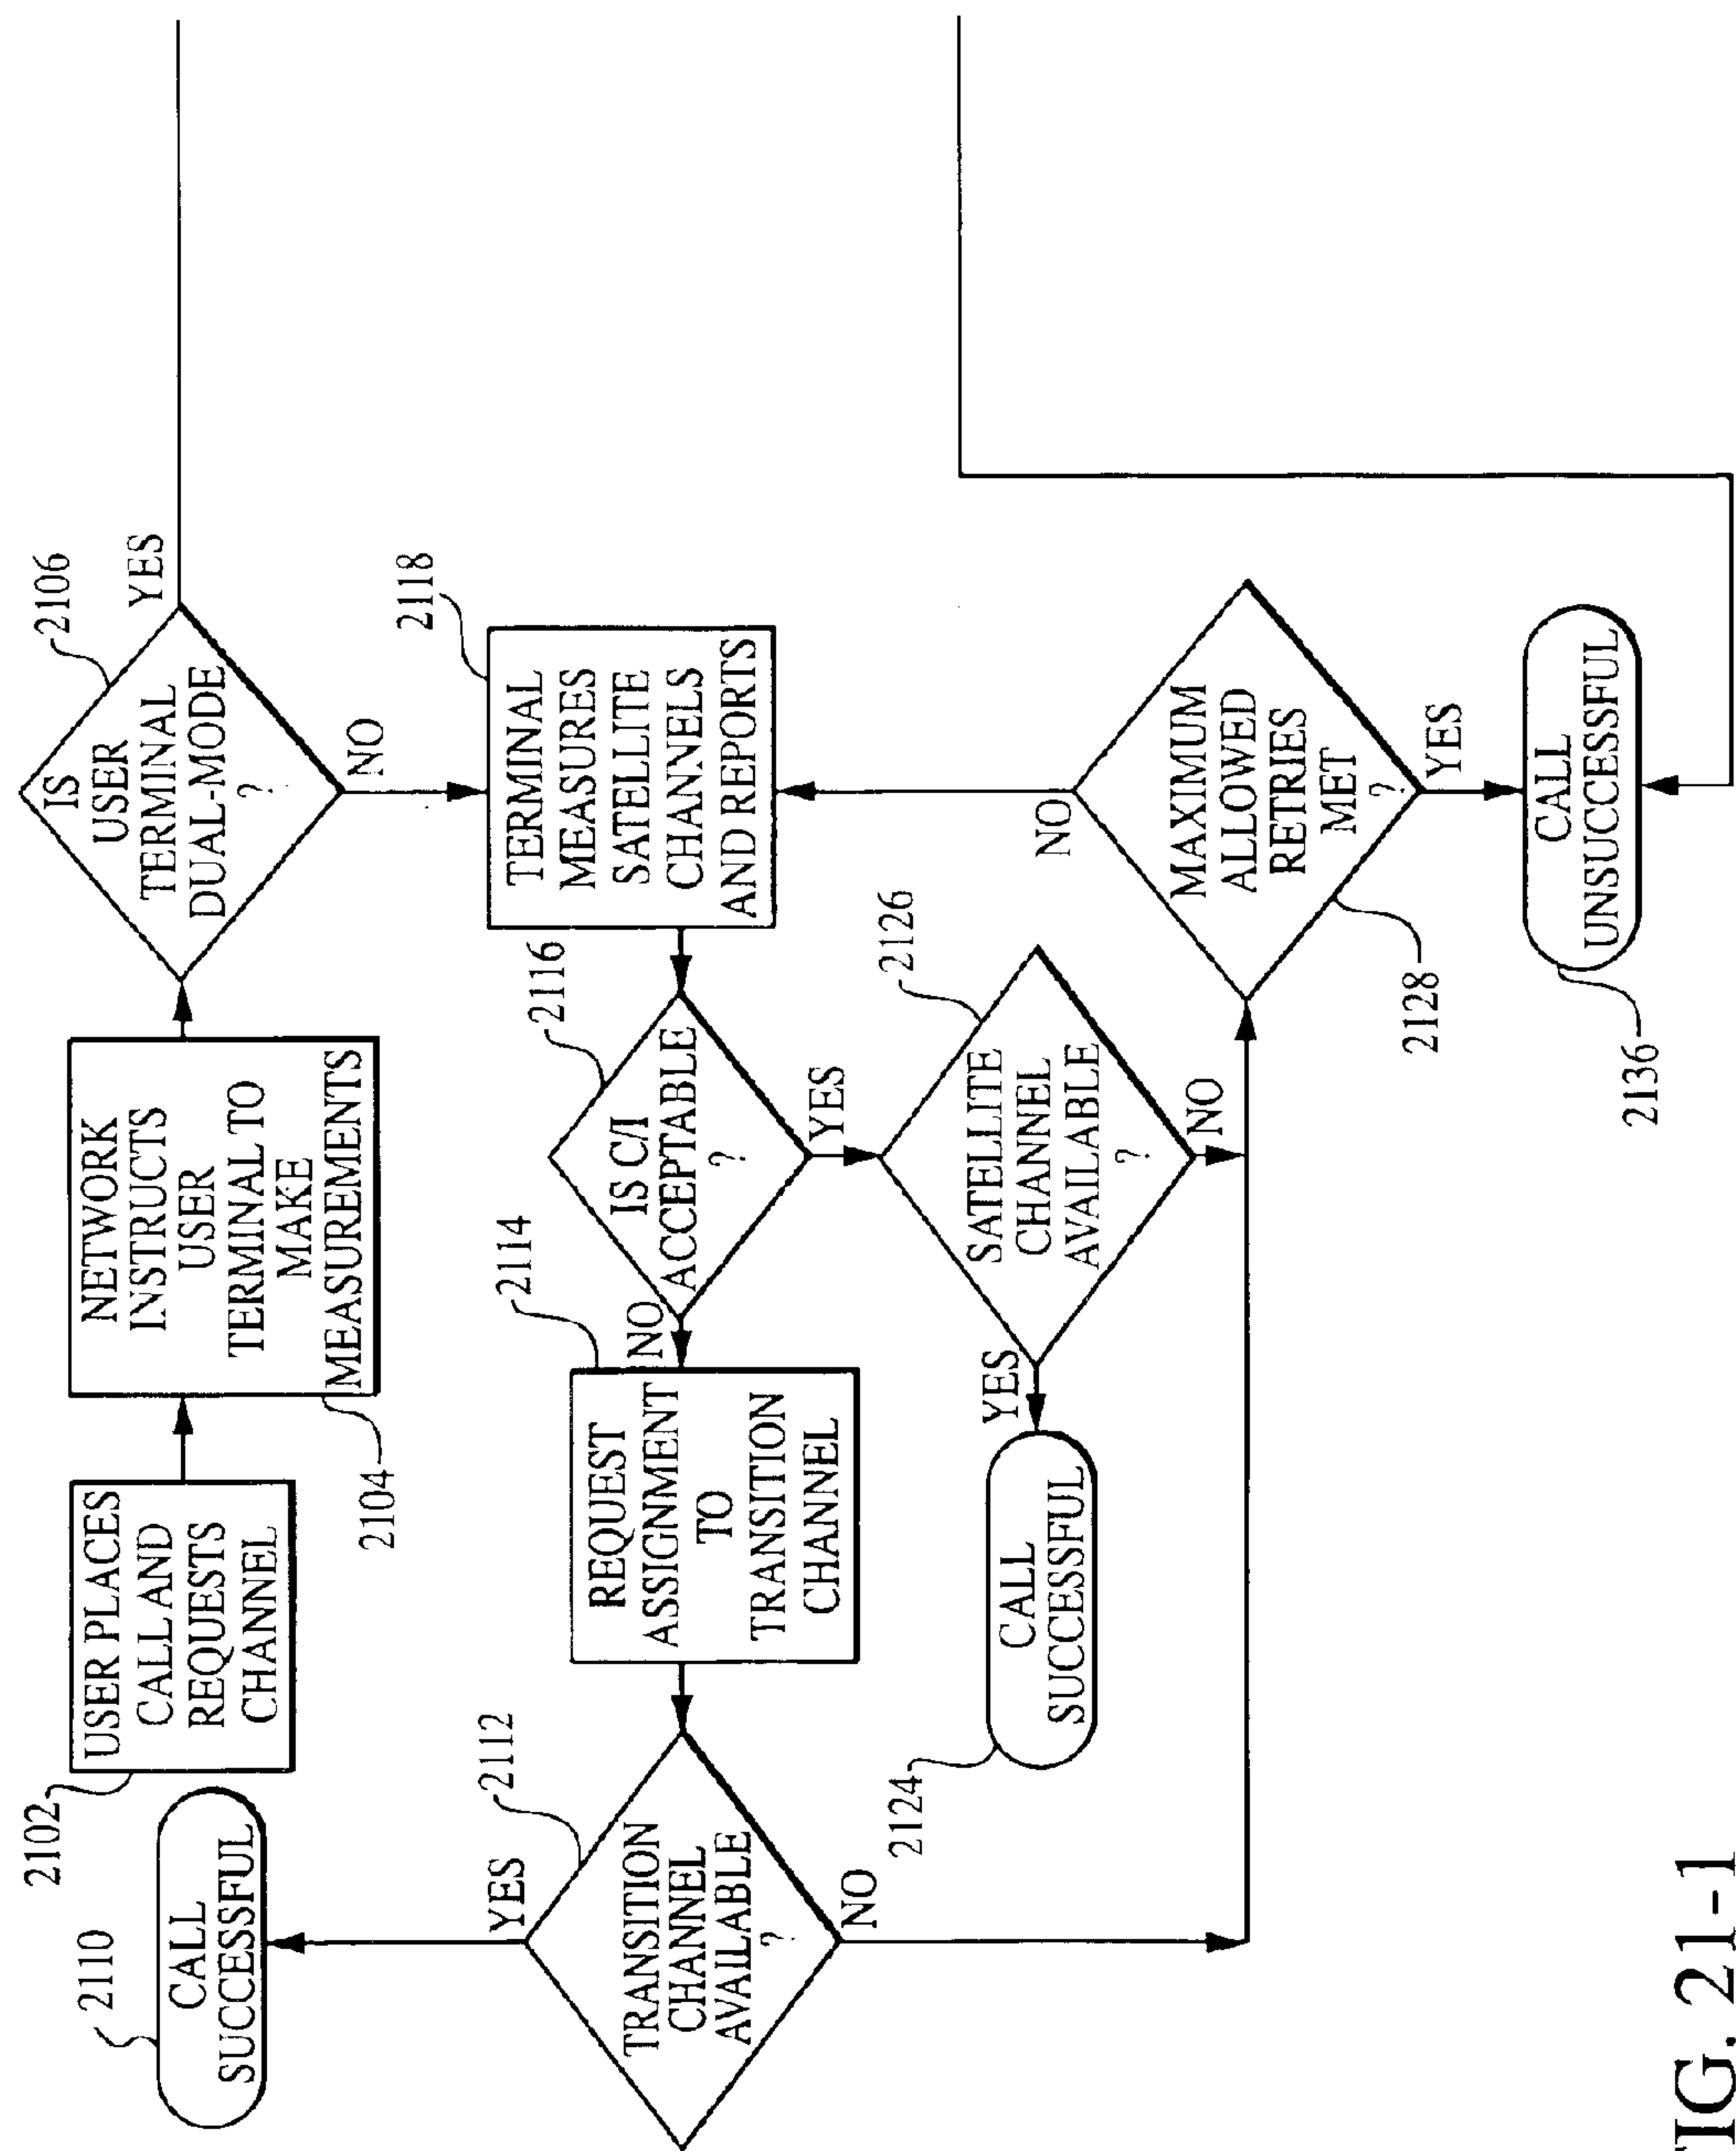 2110
CALL
SUCCESSFUL
2102
USER PLACES
CALL AND
REQUESTS
CHANNEL
NETWORK
INSTRUCTS
USER
TERMINAL TO
MAKE
MEASUREMENTS
2104
IS
USER
TERMINAL
DUAL-MODE
?
2106
YES
NO
TRANSITION
CHANNEL
AVAILABLE
?
2112
YES
NO
REQUEST
ASSIGNMENT
TO
TRANSITION
CHANNEL
2114
NO
IS C/I
ACCEPTABLE
?
2116
YES
TERMINAL
MEASURES
SATELLITE
CHANNELS
AND REPORTS
2118
CALL
SUCCESSFUL
2124
YES
SATELLITE
CHANNEL
AVAILABLE
?
2126
NO
NO
MAXIMUM
ALLOWED
RETRIES
MET
?
2128
YES
CALL
UNSUCCESSFUL
2136
FIG. 21-1